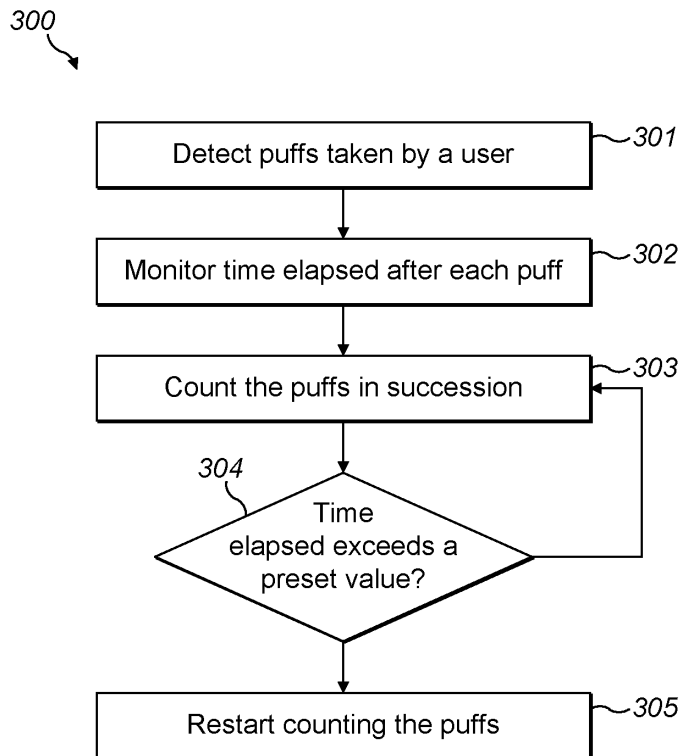 300
Detect puffs taken by a user
301
Monitor time elapsed after each puff
302
Count the puffs in succession
303
304
Time
elapsed exceeds a
preset value?
Restart counting the puffs
305